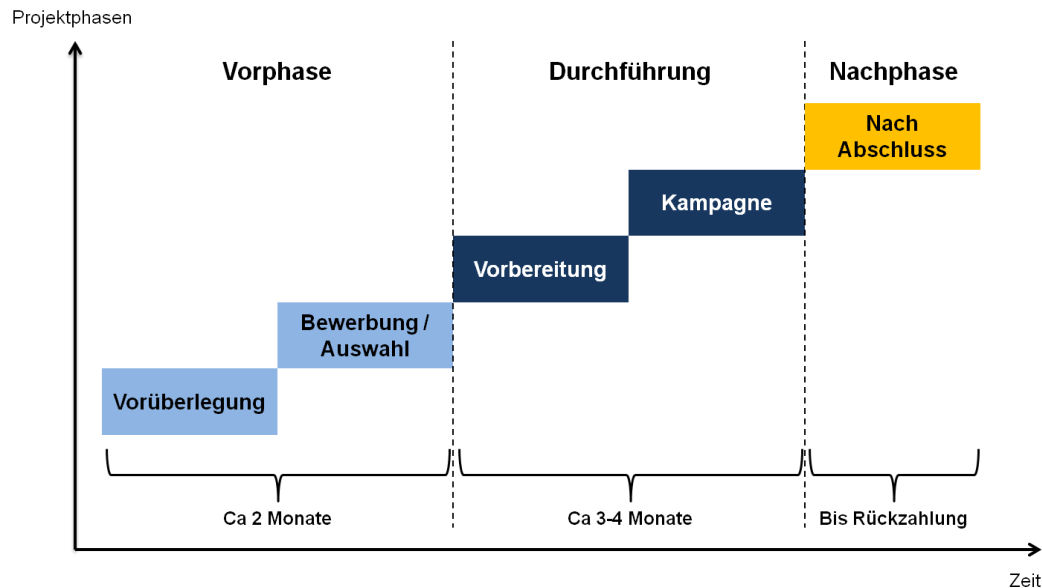 Projektphasen
Vorphase
Durchführung
Nachphase
Nach
Abschluss
Kampagne
Vorbereitung
Bewerbung /
Auswahl
Vorüberlegung
Ca 2 Monate
Ca 3-4 Monate
Bis Rückzahlung
Zeit